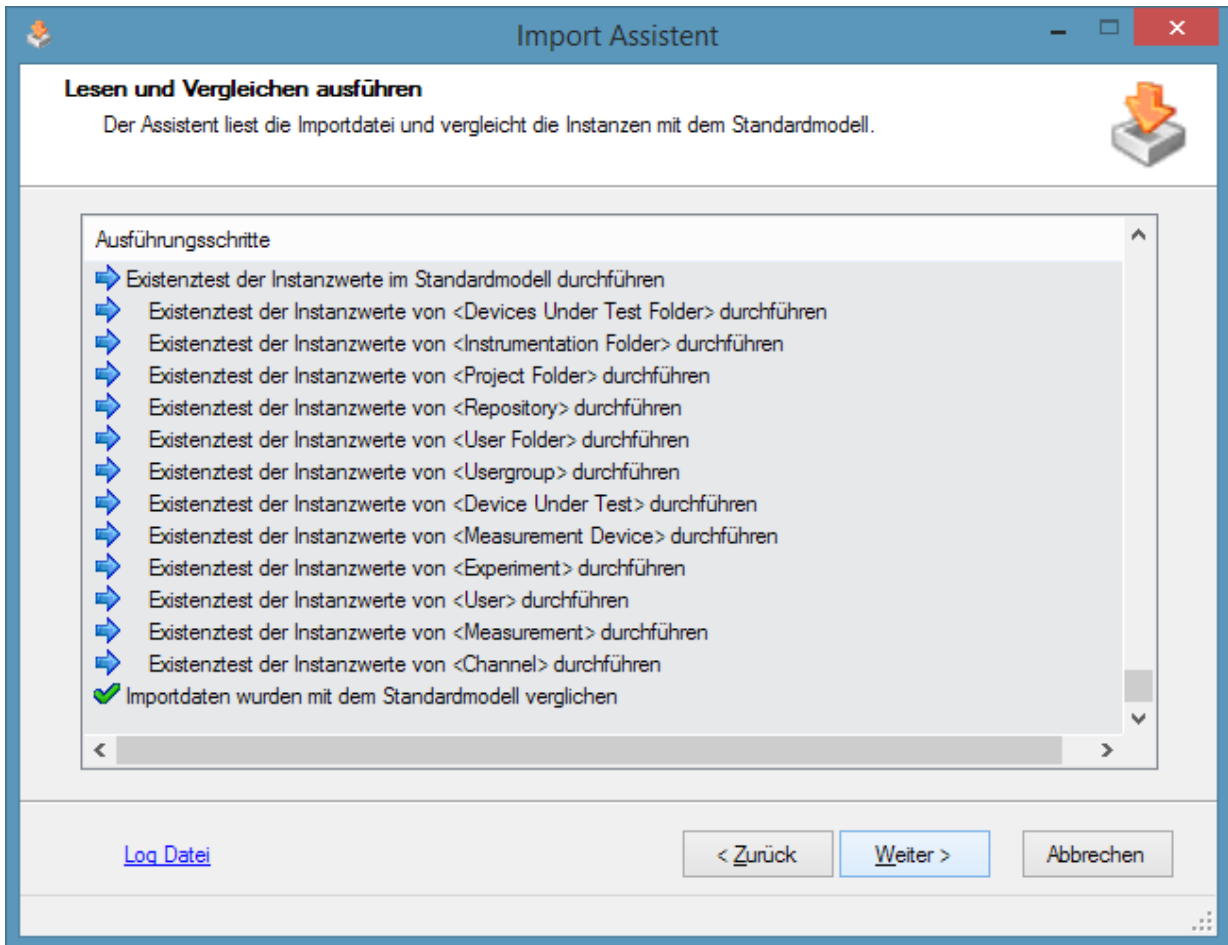 Import Assistent
Lesen und Vergleichen ausführen
Der Assistent liest die Importdatei und vergleicht die Instanzen mit dem Standardmodell.
Ausführungsschritte
Existenztest der Instanzwerte im Standardmodell durchführen
Existenztest der Instanzwerte von <Devices Under Test Folder> durchführen
Existenztest der Instanzwerte von <Instrumentation Folder> durchführen
Existenztest der Instanzwerte von <Project Folder> durchführen
Existenztest der Instanzwerte von <Repository> durchführen
Existenztest der Instanzwerte von <User Folder> durchführen
Existenztest der Instanzwerte von <Usergroup> durchführen
Existenztest der Instanzwerte von <Device Under Test> durchführen
Existenztest der Instanzwerte von <Measurement Device> durchführen
Existenztest der Instanzwerte von <Experiment> durchführen
Existenztest der Instanzwerte von <User> durchführen
Existenztest der Instanzwerte von <Measurement> durchführen
Existenztest der Instanzwerte von <Channel> durchführen
Importdaten wurden mit dem Standardmodell verglichen
Log Datei < Zurück Weiter > Abbrechen